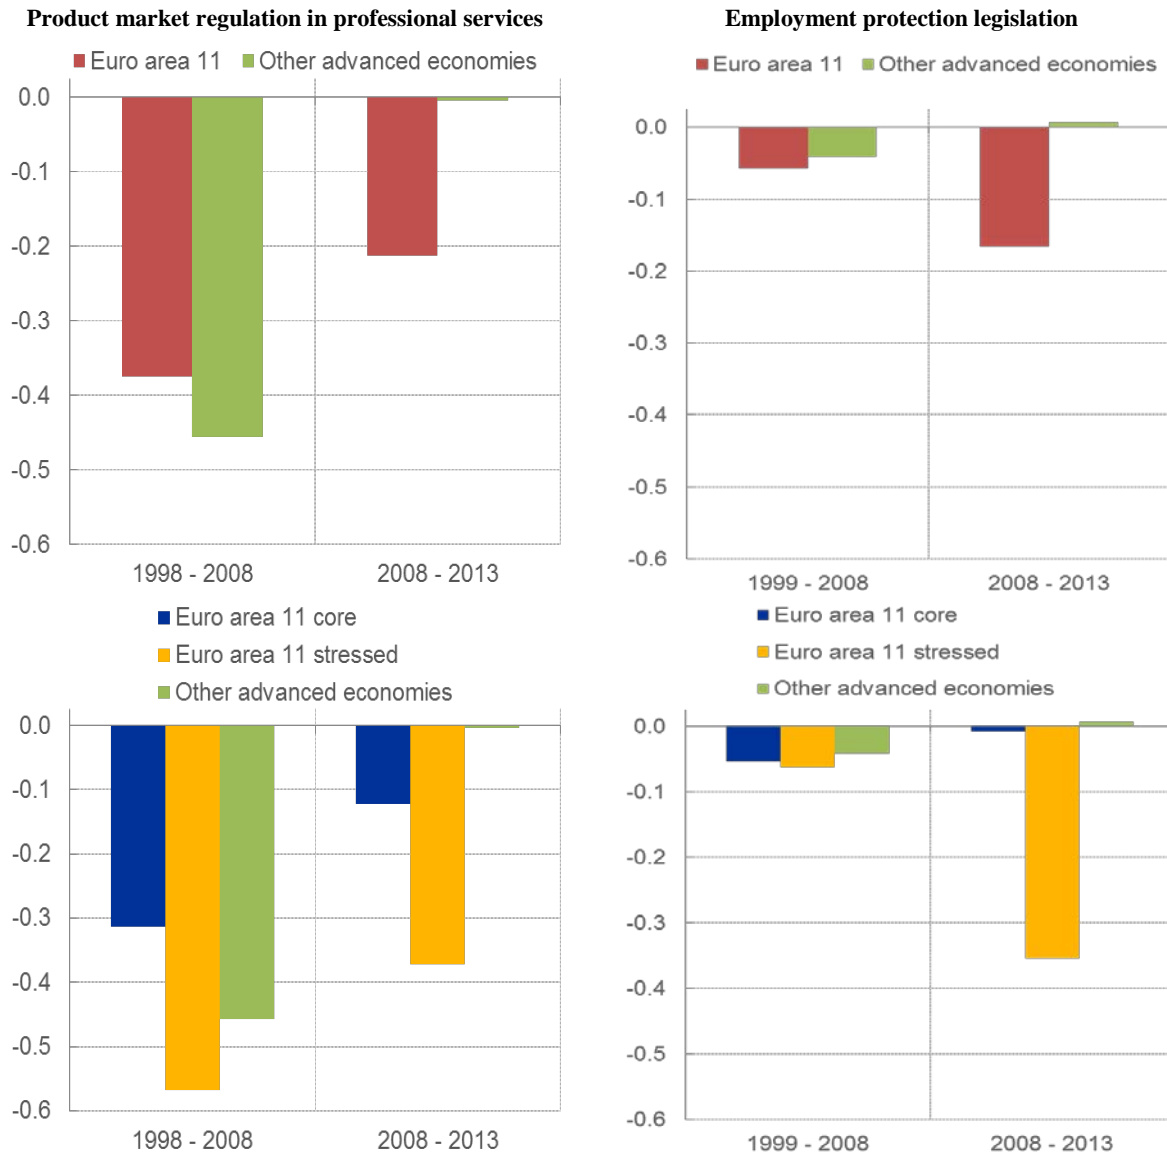 Product market regulation in professional services
Euro area 11 Other advanced economies
0.0
-0.1
-0.2
-0.3
-0.4
-0.5
-0.6
1998 - 2008 2008 - 2013
Employment protection legislation
Euro area 11 Other advanced economies
0.0
-0.1
-0.2
-0.3
-0.4
-0.5
-0.6
1999 - 2008 2008 - 2013
Euro area 11 core
Euro area 11 stressed
Other advanced economies
0.0
-0.1
-0.2
-0.3
-0.4
-0.5
-0.6
1998 - 2008 2008 - 2013
Euro area 11 core
Euro area 11 stressed
Other advanced economies
0.0
-0.1
-0.2
-0.3
-0.4
-0.5
-0.6
1999 - 2008 2008 - 2013